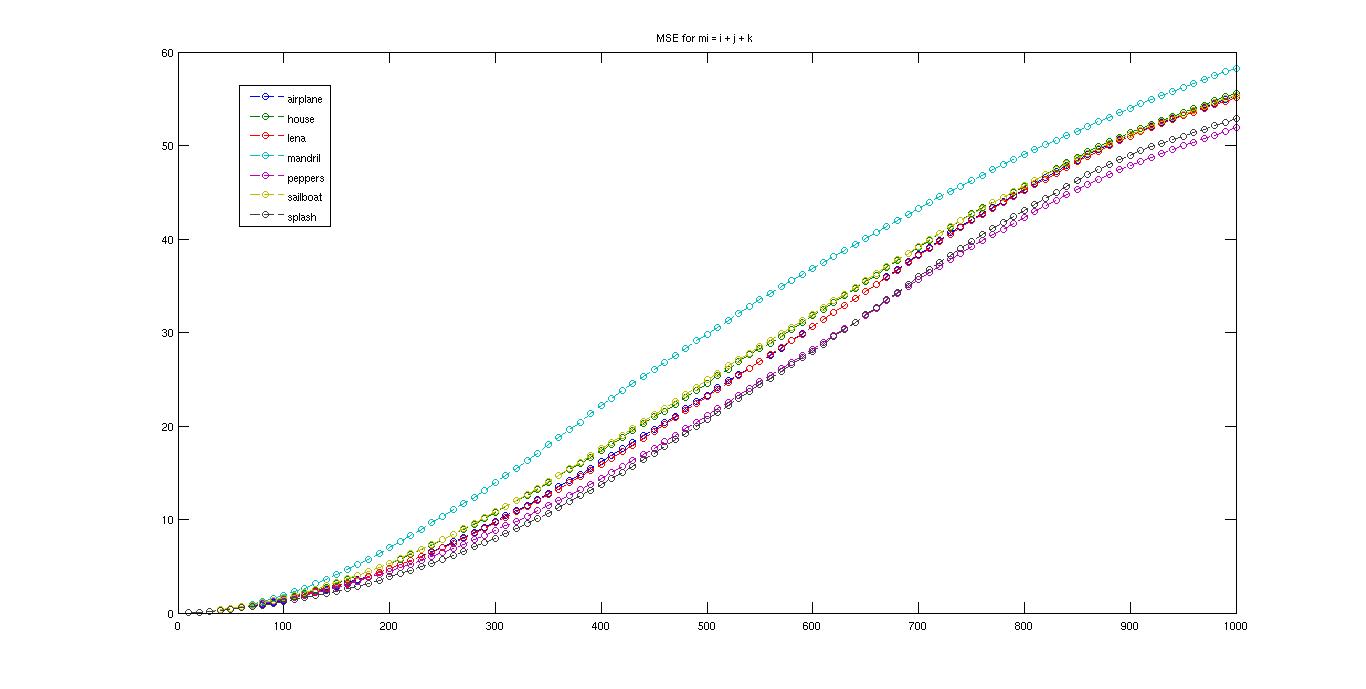 MSE for mi = i + j + k
60
50
40
30
20
10
0
airplane
house
lena
mandril
peppers
sailboat
splash
0 100 200 300 400 500 600 700 800 900 1000